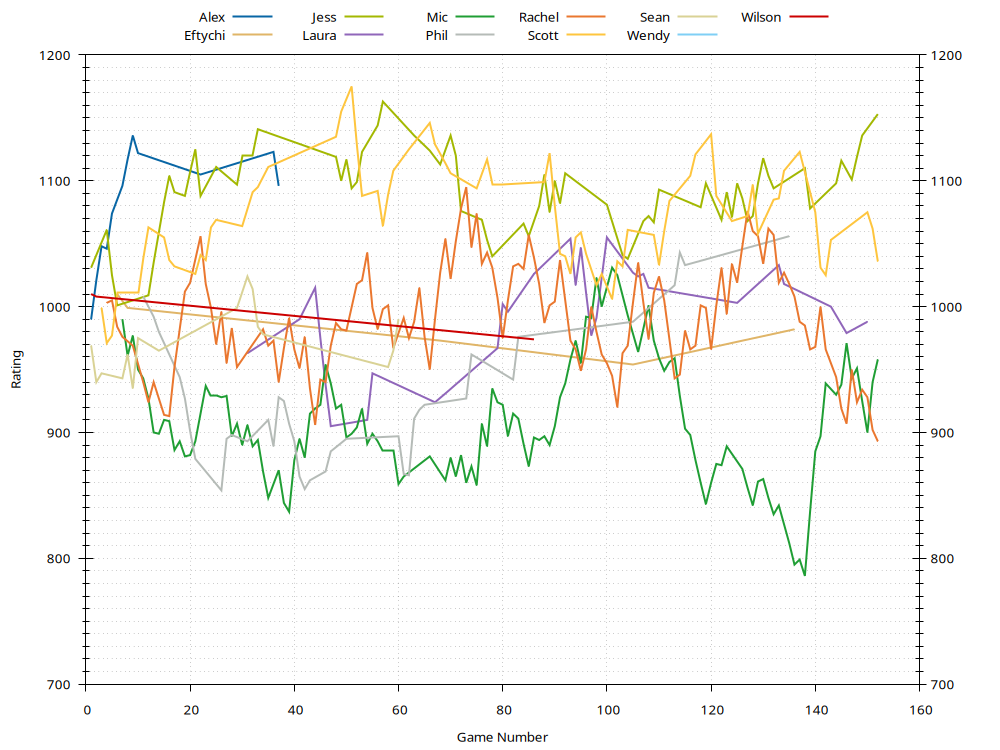 Alex Jess Mic Rachel Sean Wilson
Eftychi Laura Phil Scott Wendy
1200 1200
1100 1100
1000 1000
900 900
800 800
700 700
0 20 40 60 80 100 120 140 160
Rating
Game Number